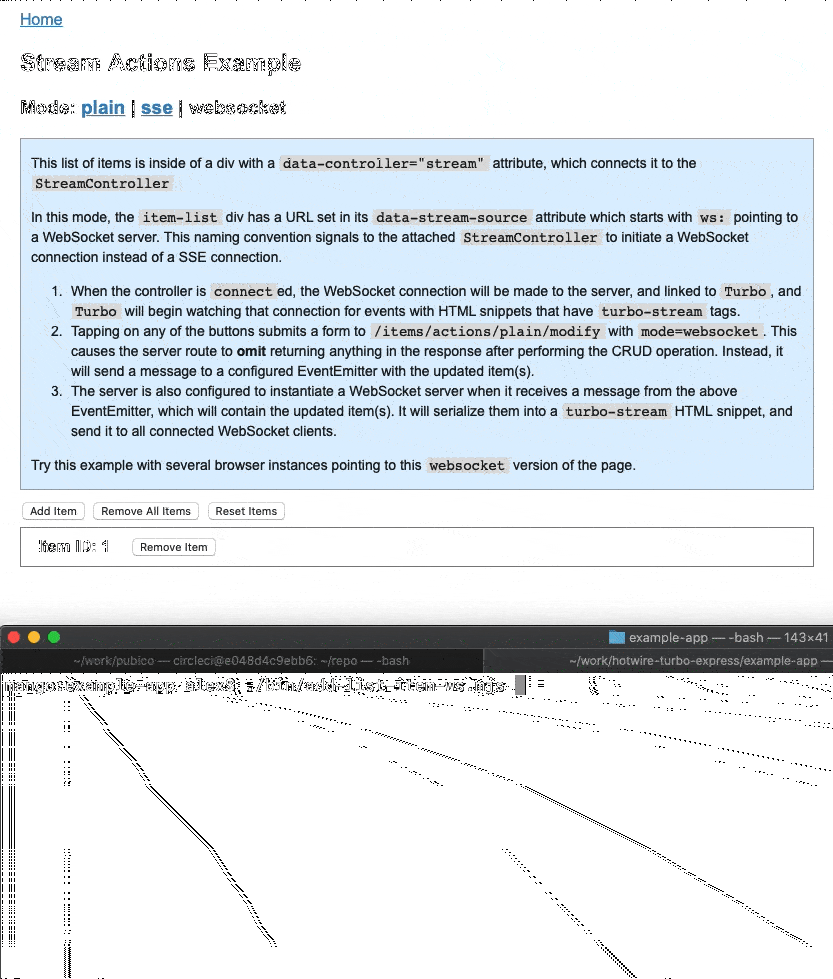 Home
Stream Actions Example
Mode: plain | sse | websocket
This list of items is inside of a div with a data-controller="stream" attribute, which connects it to the
StreamController
In this mode, the item-list div has a URL set in its data-stream-source attribute which starts with ws: pointing to
a WebSocket server. This naming convention signals to the attached StreamController to initiate a WebSocket
connection instead of a SSE connection.
1. When the controller is connected, the WebSocket connection will be made to the server, and linked to Turbo, and
Turbo will begin watching that connection for events with HTML snippets that have turbo-stream tags.
2. Tapping on any of the buttons submits a form to /items/actions/plain/modify with mode=websocket. This
causes the server route to omit returning anything in the response after performing the CRUD operation. Instead, it
will send a message to a configured EventEmitter with the updated item(s).
3. The server is also configured to instantiate a WebSocket server when it receives a message from the above
EventEmitter, which will contain the updated item(s). It will serialize them into a turbo-stream HTML snippet, and
send it to all connected WebSocket clients.
Try this example with several browser instances pointing to this websocket version of the page.
Add Item Remove All Items Reset Items
Item ID: 1 Remove Item
example-app — -bash — 143×41
~/work/pubico — circleci@e048d4c9ebb6: ~/repo — -bash ~/work/hotwire-turbo-express/example-app —